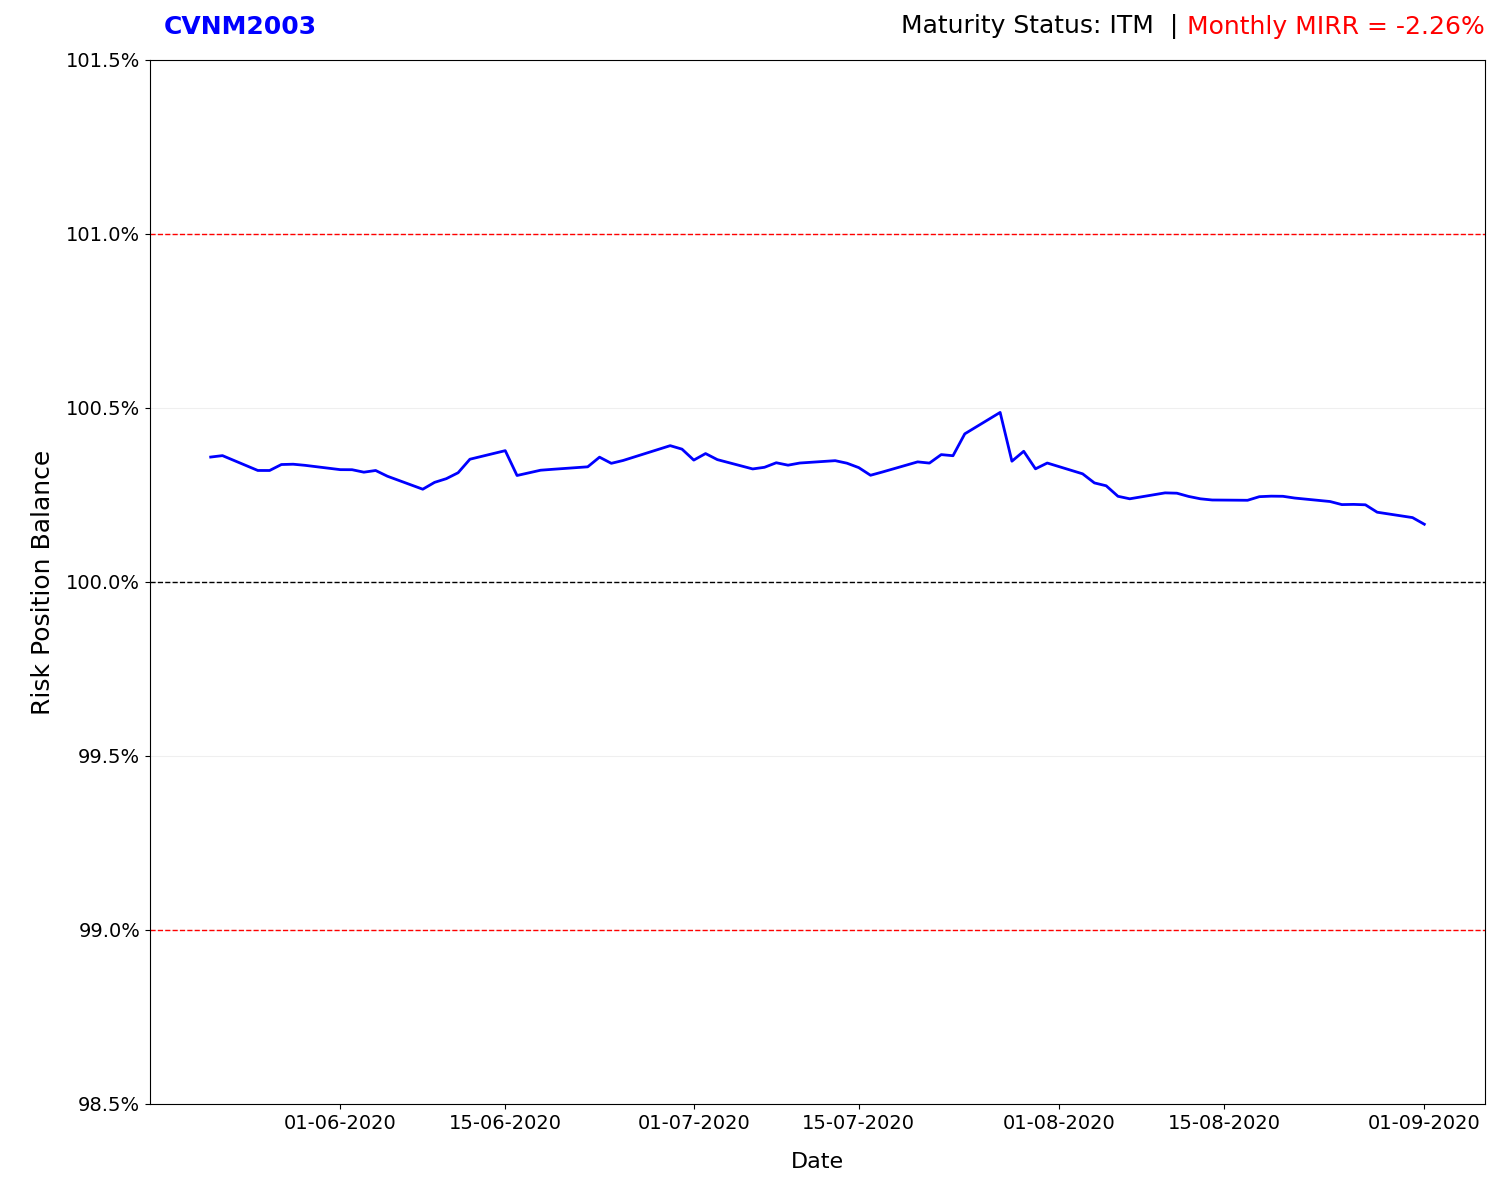 CVNM2003
Maturity Status: ITM | Monthly MIRR = -2.26%
101.5%
101.0%
100.5%
100.0%
99.5%
99.0%
98.5%
Risk Position Balance
01-06-2020 15-06-2020 01-07-2020 15-07-2020 01-08-2020 15-08-2020 01-09-2020
Date